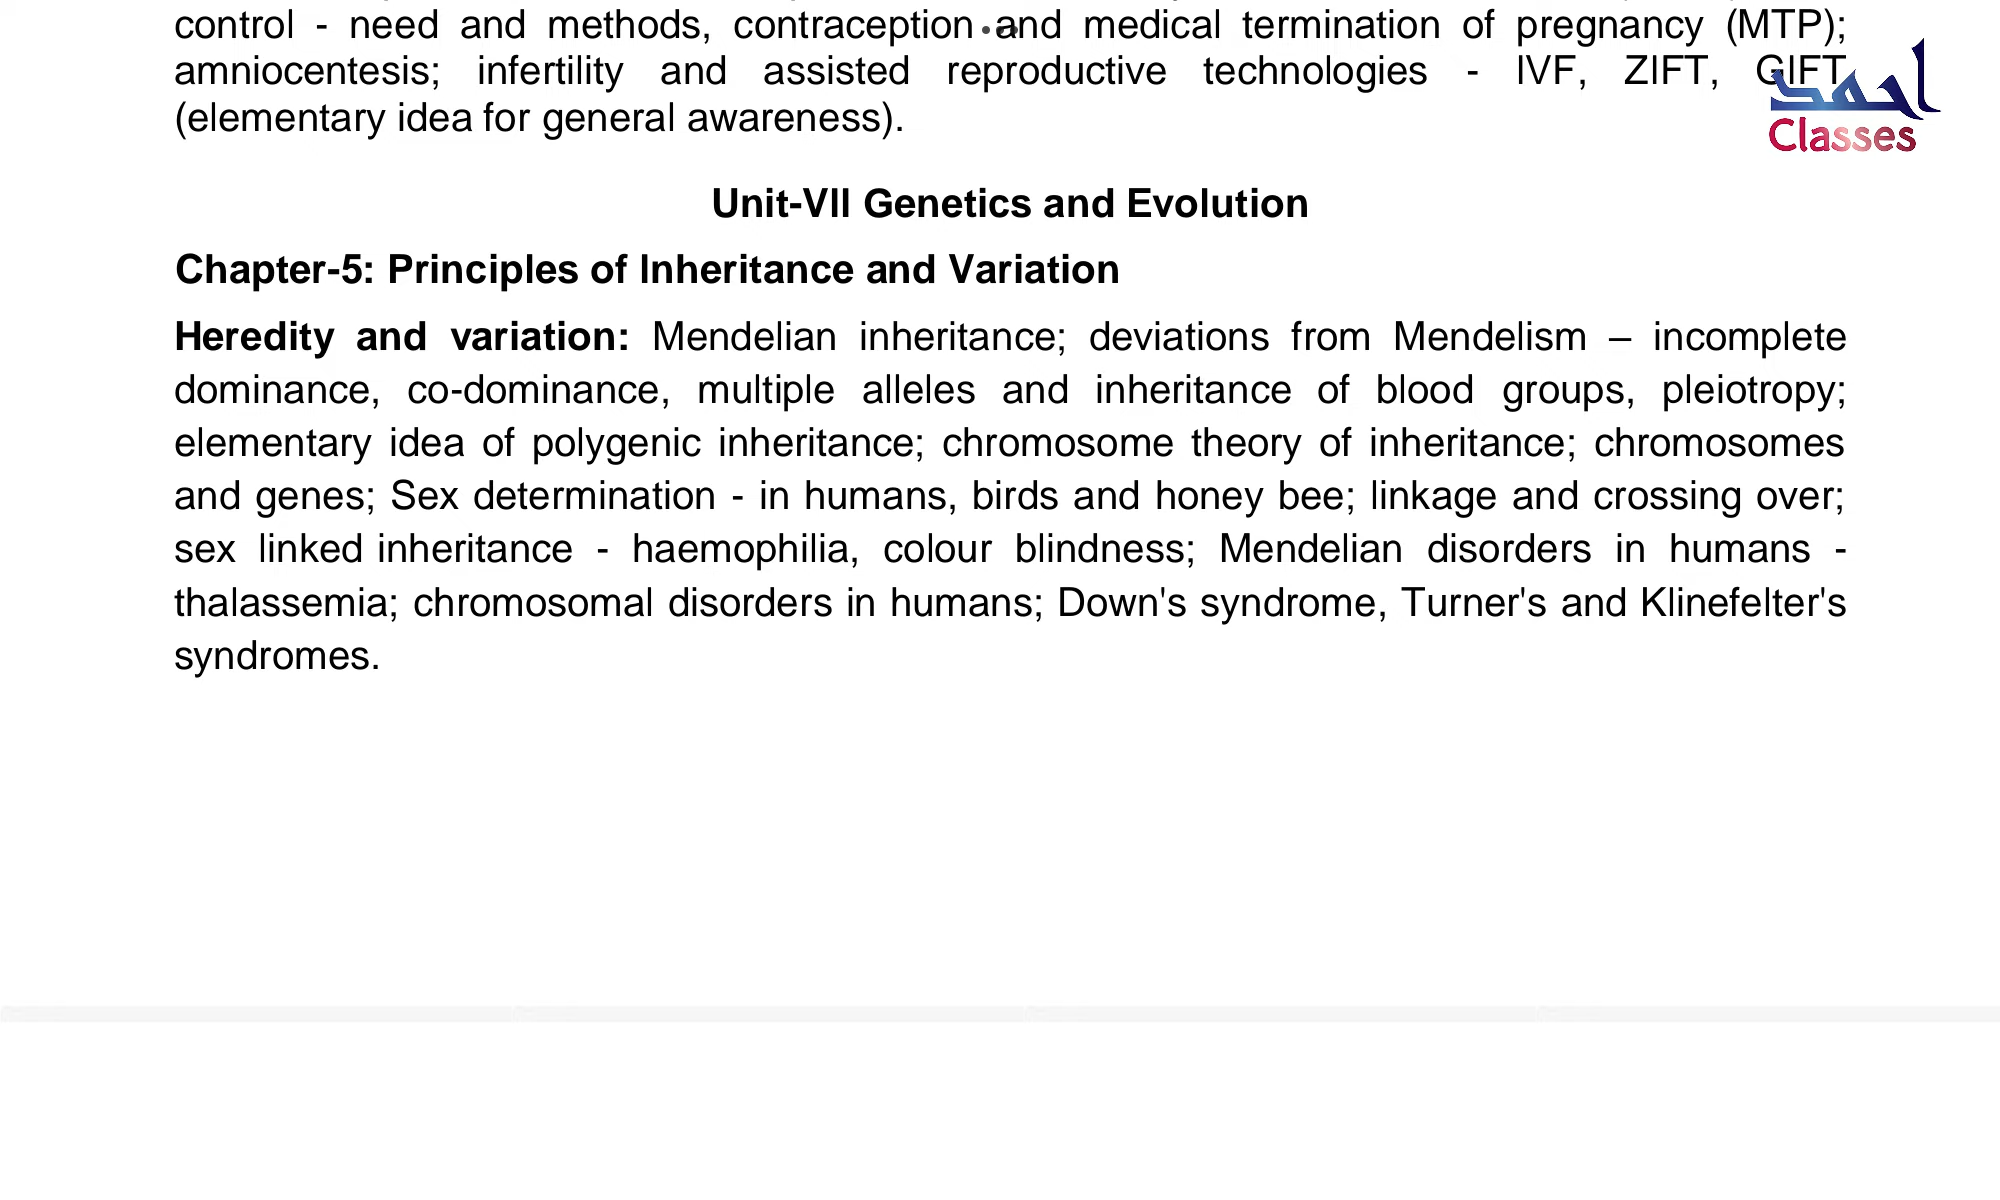 control - need and methods, contraception and medical termination of pregnancy (MTP);
amniocentesis; infertility and assisted reproductive technologies - IVF, ZIFT, GIFT
(elementary idea for general awareness).
احمد
Classes
Unit-VII Genetics and Evolution
Chapter-5: Principles of Inheritance and Variation
Heredity and variation: Mendelian inheritance; deviations from Mendelism – incomplete
dominance, co-dominance, multiple alleles and inheritance of blood groups, pleiotropy;
elementary idea of polygenic inheritance; chromosome theory of inheritance; chromosomes
and genes; Sex determination - in humans, birds and honey bee; linkage and crossing over;
sex linked inheritance - haemophilia, colour blindness; Mendelian disorders in humans -
thalassemia; chromosomal disorders in humans; Down's syndrome, Turner's and Klinefelter's
syndromes.